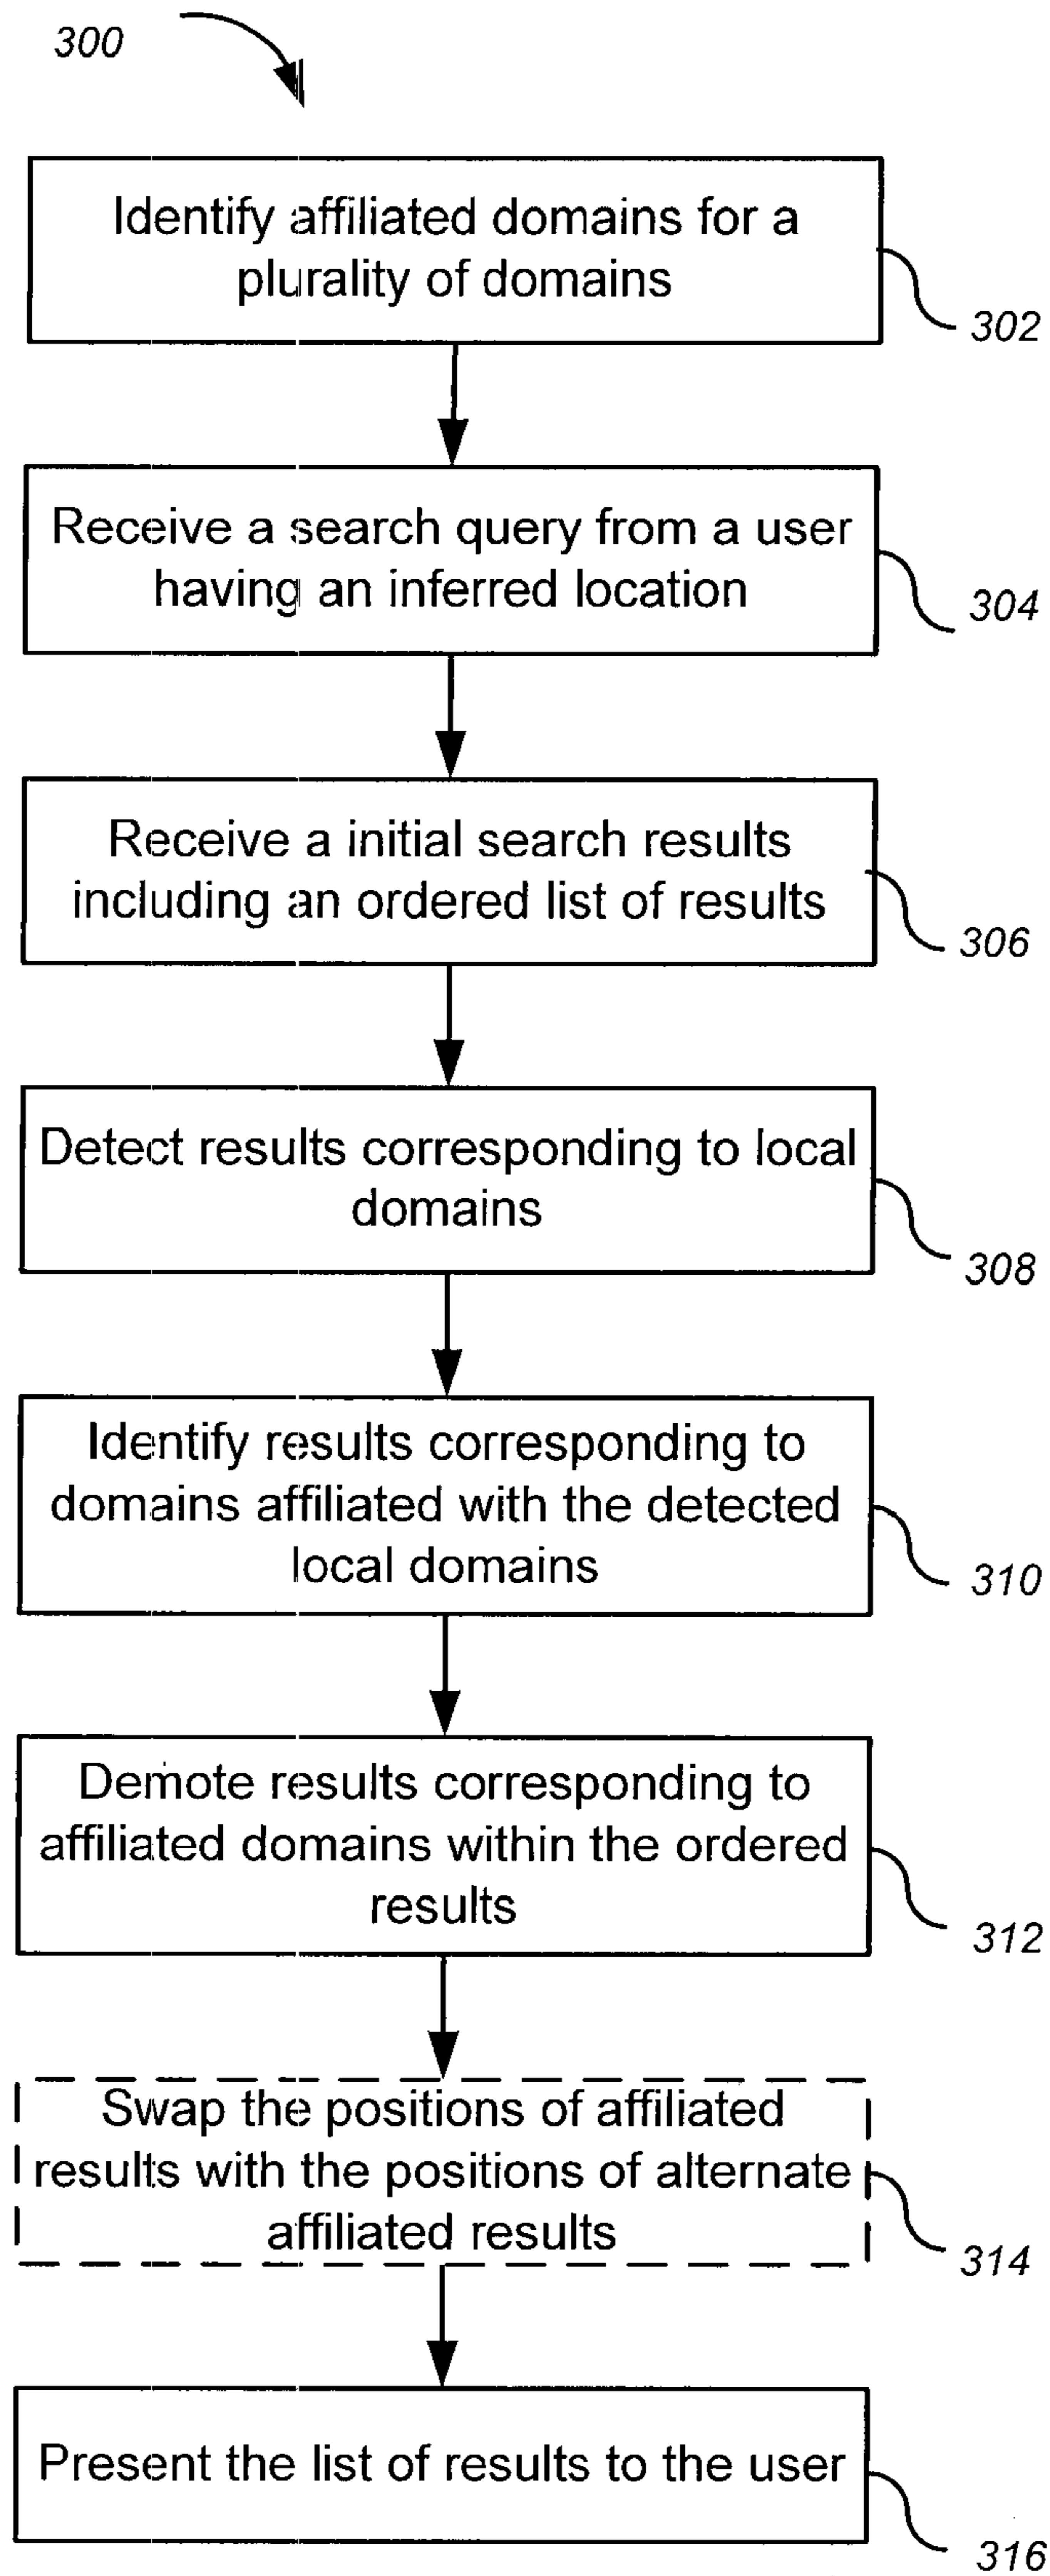 300
Identify affiliated domains for a
plurality of domains
302
Receive a search query from a user
having an inferred location
304
Receive a initial search results
including an ordered list of results
306
Detect results corresponding to local
domains
308
Identify results corresponding to
domains affiliated with the detected
local domains
310
Demote results corresponding to
affiliated domains within the ordered
results
312
Swap the positions of affiliated
results with the positions of alternate
affiliated results
314
Present the list of results to the user
316